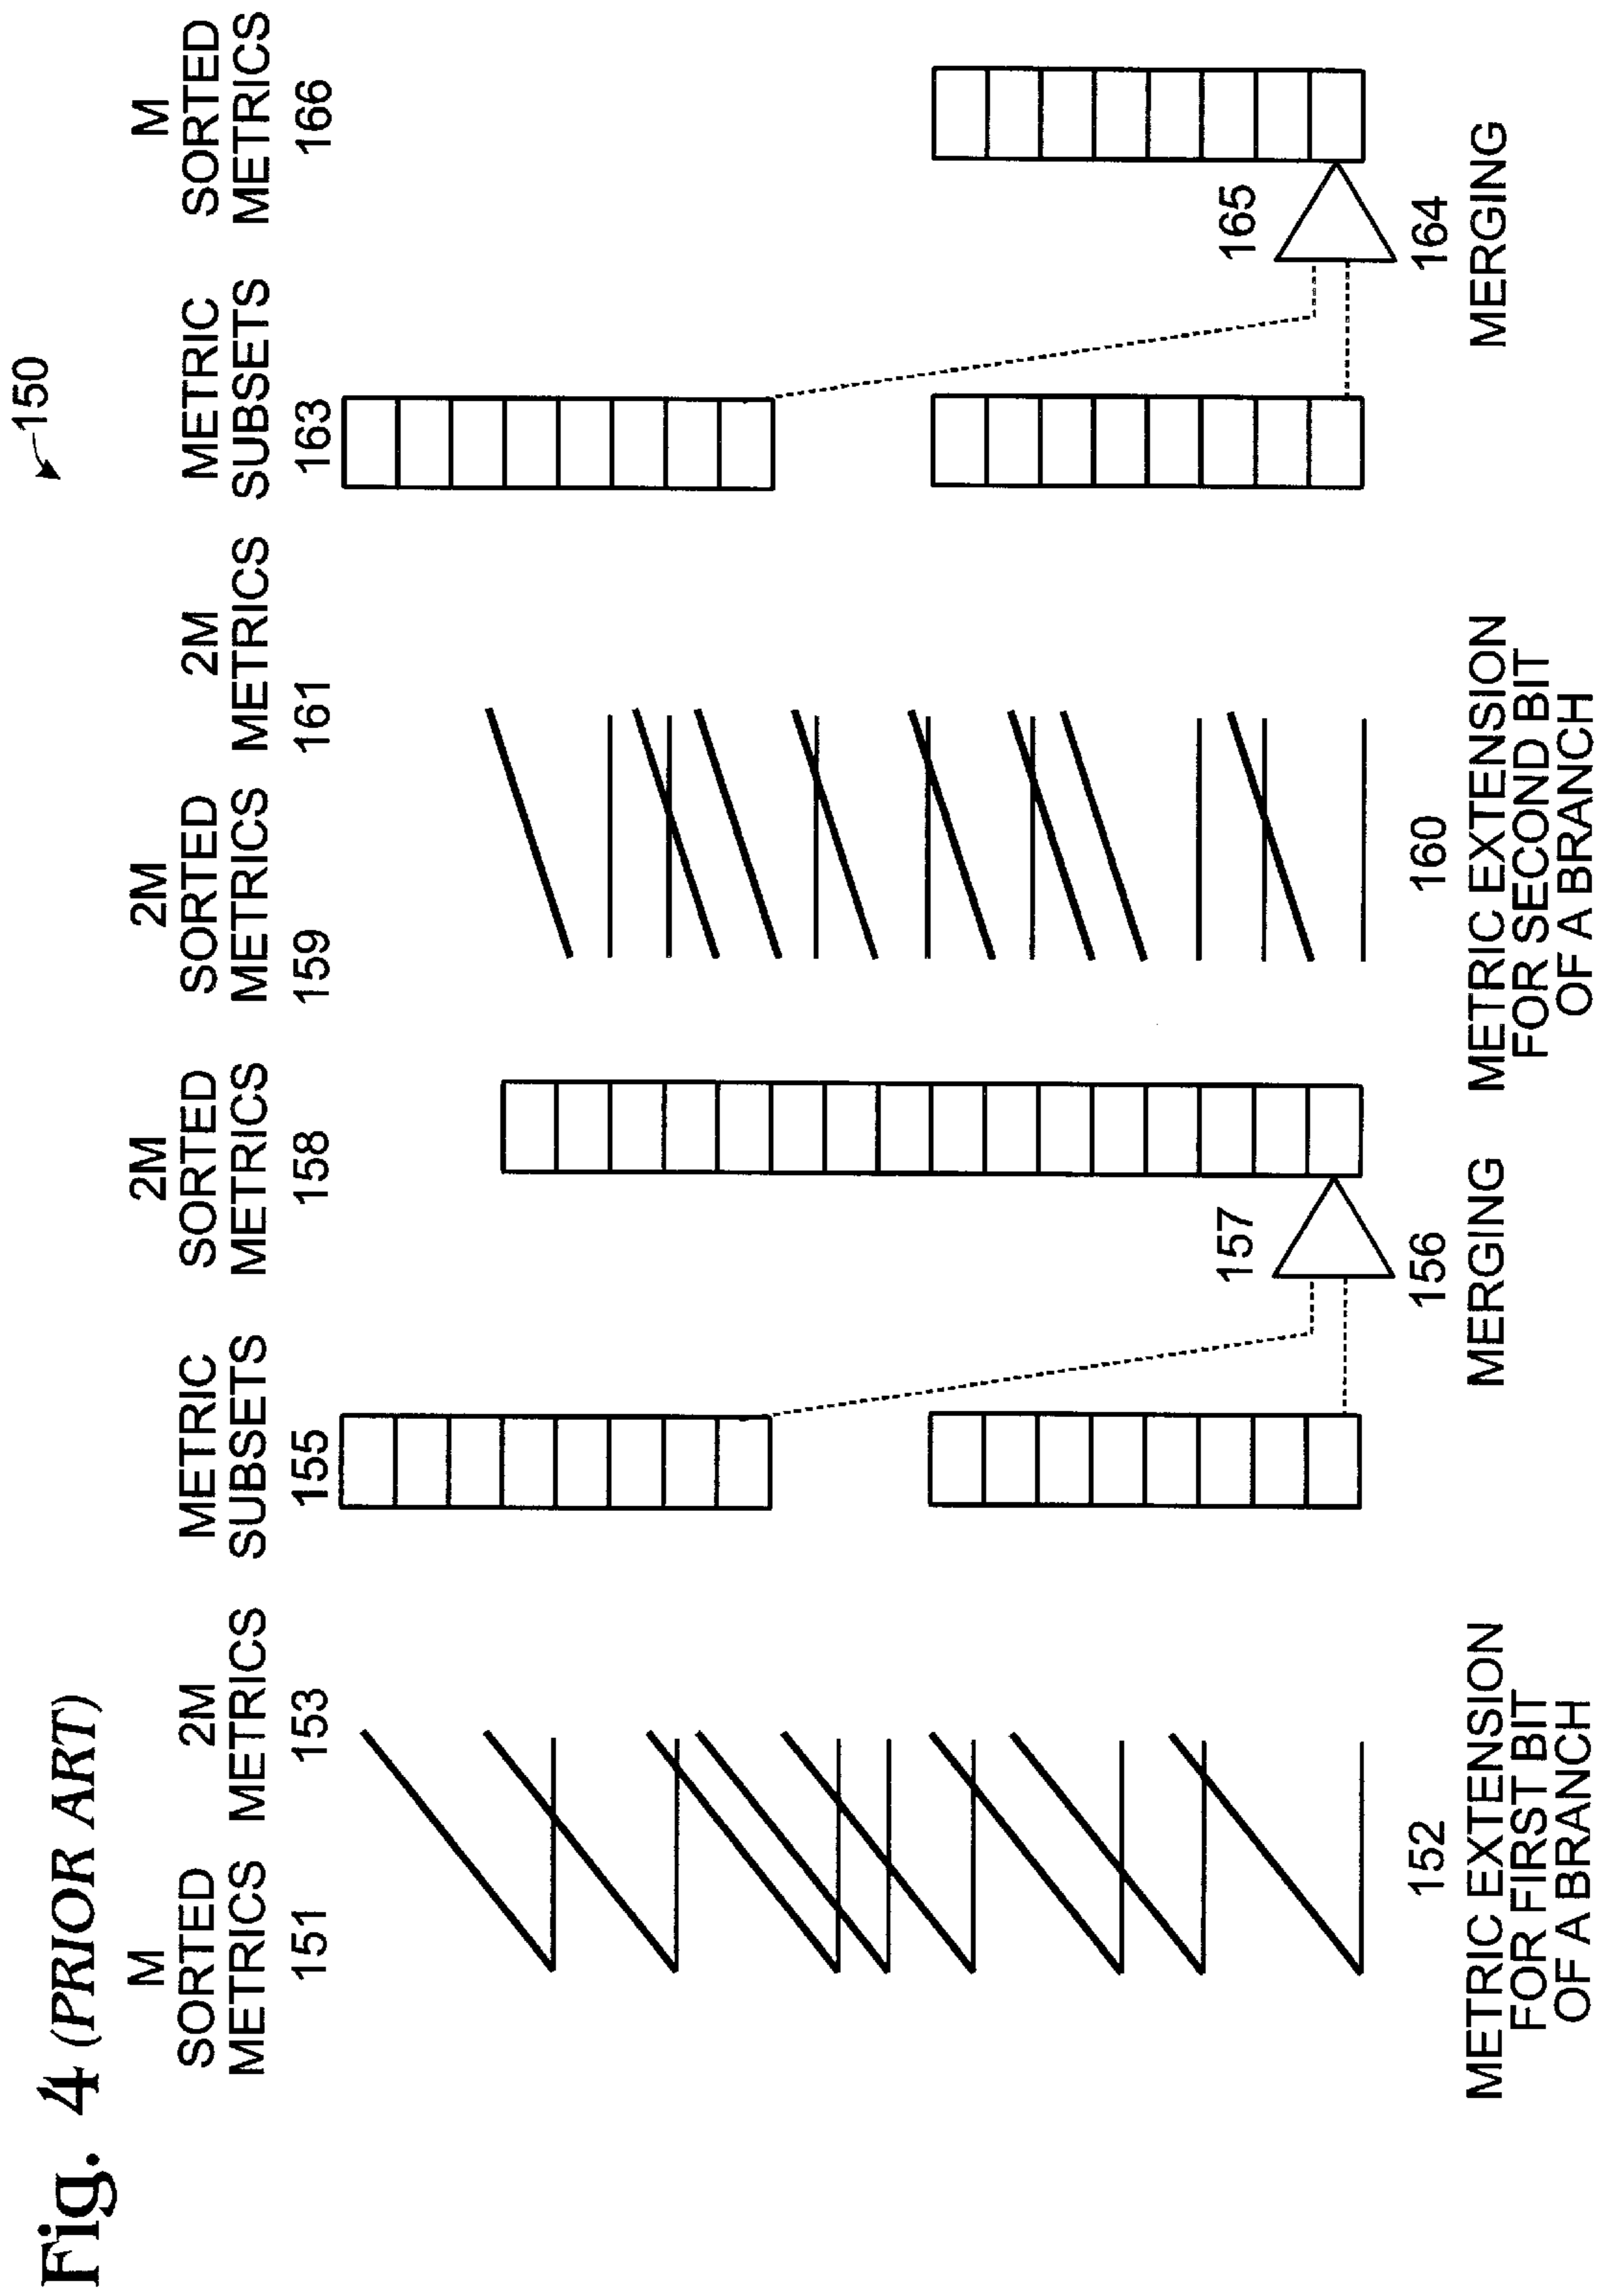 Fig. 4 (PRIOR ART)
150
M
SORTED
METRICS
151
2M
METRICS
153
METRIC
SUBSETS
155
2M
SORTED
METRICS
158
2M
SORTED
METRICS
159
2M
METRICS
161
METRIC
SUBSETS
163
M
SORTED
METRICS
166
157
165
152
METRIC EXTENSION
FOR FIRST BIT
OF A BRANCH
156
MERGING
160
METRIC EXTENSION
FOR SECOND BIT
OF A BRANCH
164
MERGING